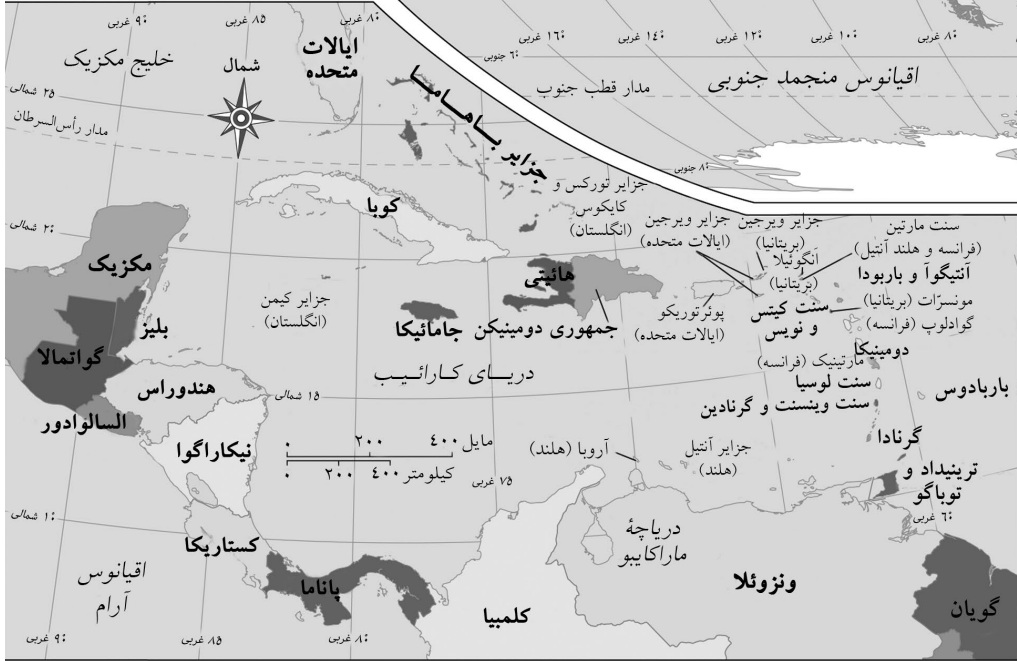 ۹۰ غربی
۸۵ غربی
۸۰ غربی
۱۶۰ غربی
۱۴۰ غربی
۱۲۰ غربی
۱۰۰ غربی
۸۰ غربی
خلیج مکزیک
شمال
ایالات
متحده
۶۰ جنوبی
مدار قطب جنوب
اقیانوس منجمد جنوبی
۸۰ جنوبی
۲۵ شمالی
مدار رأس‌السرطان
جزایر باهاما
کوبا
جزایر تورکس و
کایکوس
(انگلستان)
جزایر ویرجین
(ایالات متحده)
جزایر ویرجین
(بریتانیا)
آنگوئیلا
(بریتانیا)
سنت مارتین
(فرانسه و هلند آنتیل)
آنتیگوآ و باربودا
مونسرّات (بریتانیا)
گوادلوپ (فرانسه)
۲۰ شمالی
مکزیک
بلیز
گواتمالا
جزایر کیمن
(انگلستان)
جامائیکا
هائیتی
جمهوری دومینیکن
پوئرتوریکو
(ایالات متحده)
سنت کیتس
و نویس
دومینیکا
مارتینیک (فرانسه)
سنت لوسیا
سنت وینسنت و گرنادین
باربادوس
دریای کارائیب
هندوراس
۱۵ شمالی
السالوادور
نیکاراگوا
۰ ۲۰۰ ۴۰۰ مایل
۰ ۲۰۰ ۴۰۰ کیلومتر
۷۵ غربی
آروبا (هلند)
جزایر آنتیل
(هلند)
گرنادا
ترینیداد و
توباگو
۶۰ غربی
۱۰ شمالی
کستاریکا
دریاچهٔ
ماراکایبو
اقیانوس
آرام
پاناما
کلمبیا
ونزوئلا
گویان
۹۰ غربی
۸۵ غربی
۸۰ غربی